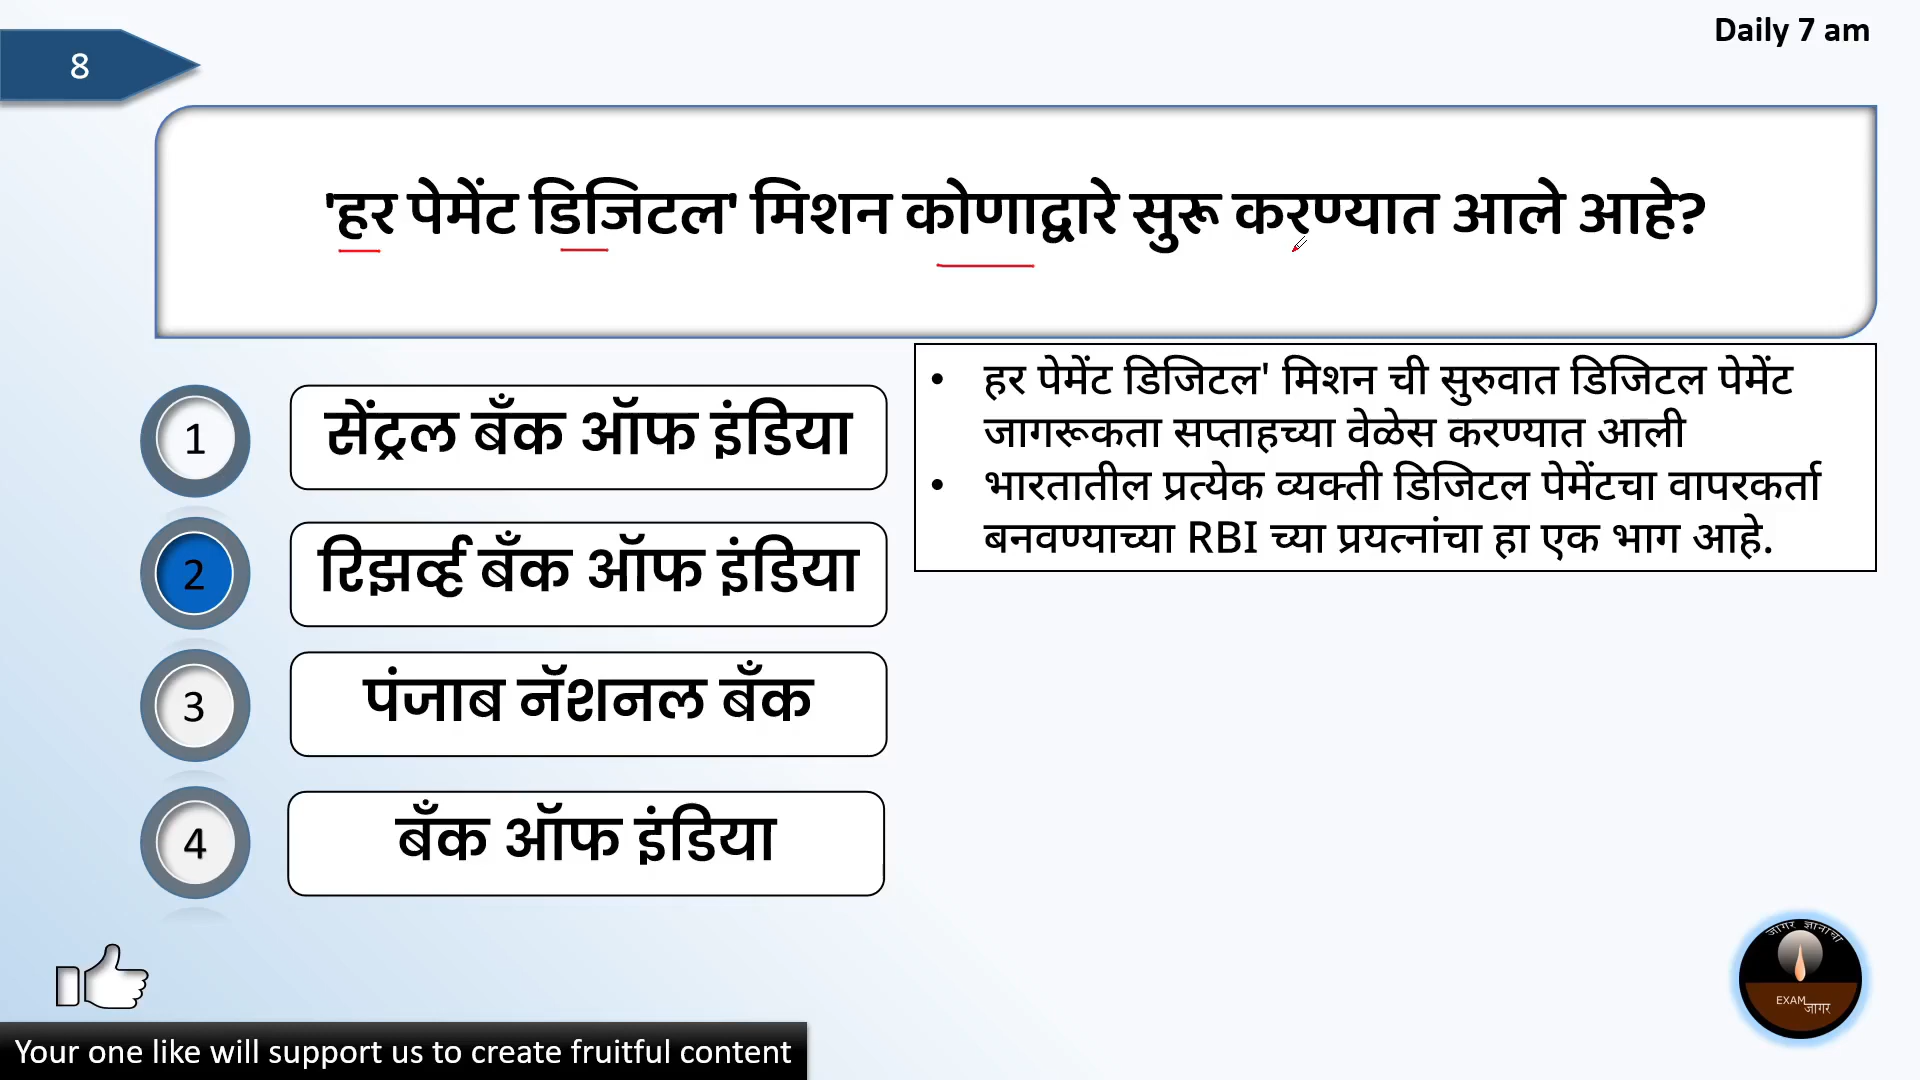 Daily 7 am
8
'हर पेमेंट डिजिटल' मिशन कोणाद्वारे सुरू करण्यात आले आहे?
1
सेंट्रल बँक ऑफ इंडिया
2
रिझर्व्ह बँक ऑफ इंडिया
3
पंजाब नॅशनल बँक
4
बँक ऑफ इंडिया
• हर पेमेंट डिजिटल' मिशन ची सुरुवात डिजिटल पेमेंट
जागरूकता सप्ताहच्या वेळेस करण्यात आली
• भारतातील प्रत्येक व्यक्ती डिजिटल पेमेंटचा वापरकर्ता
बनवण्याच्या RBI च्या प्रयत्नांचा हा एक भाग आहे.
जागर ज्ञानाचा
EXAM
जागर
Your one like will support us to create fruitful content